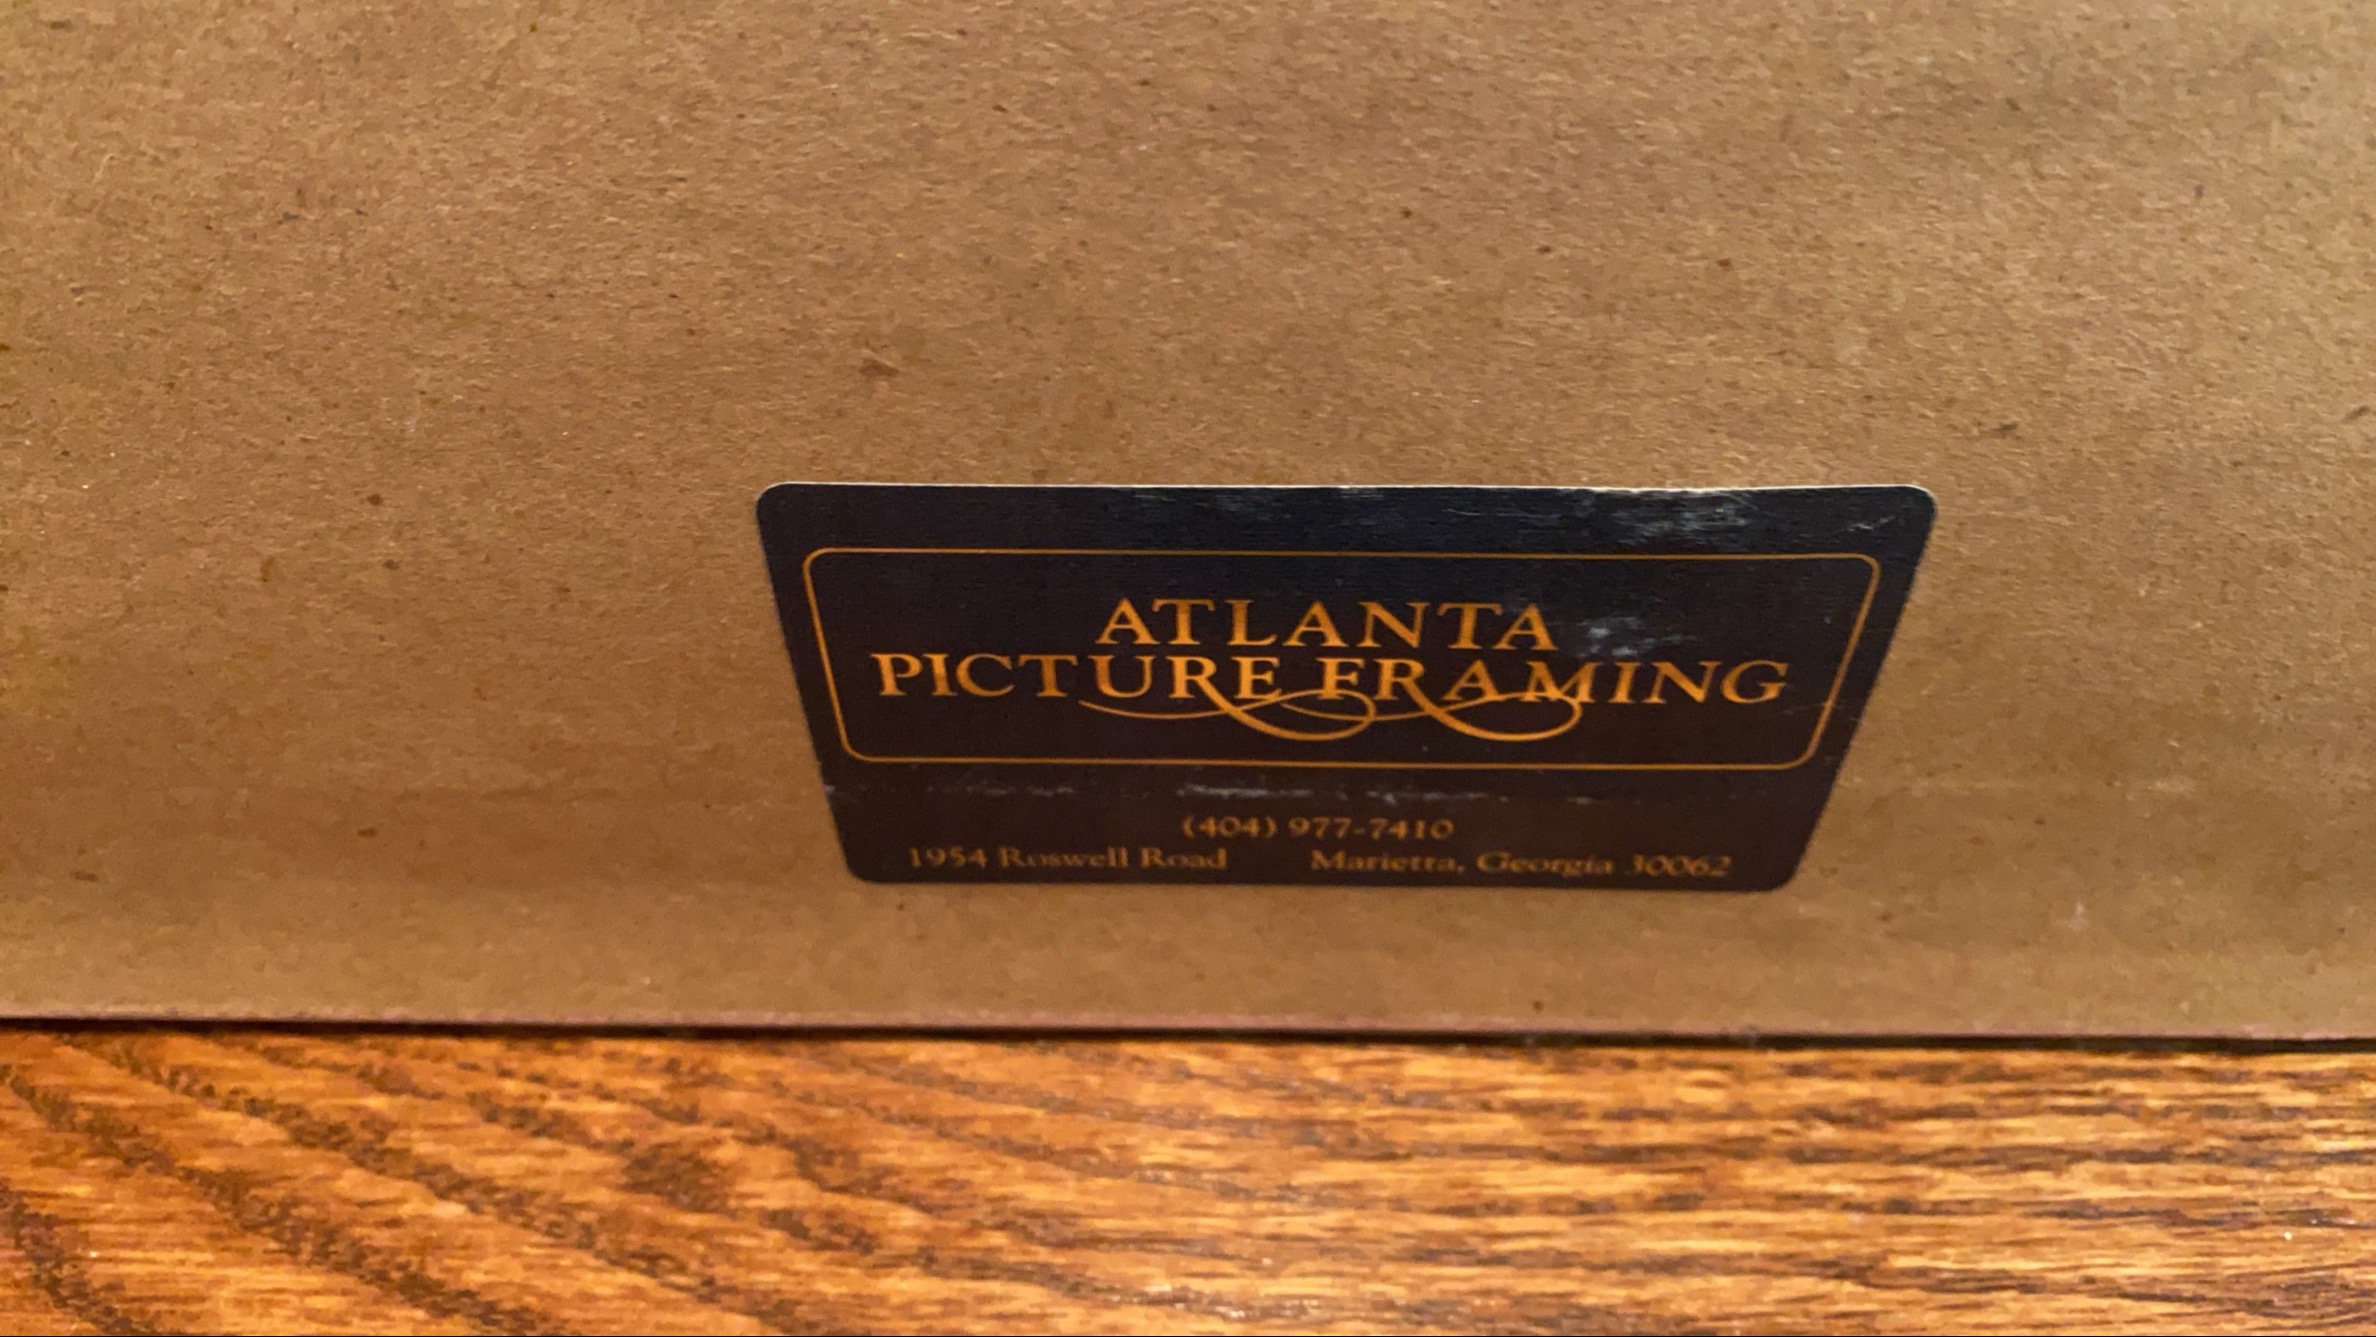 ATLANTA
PICTURE FRAMING
(404) 977-7410
1954 Roswell Road Marietta, Georgia 30062